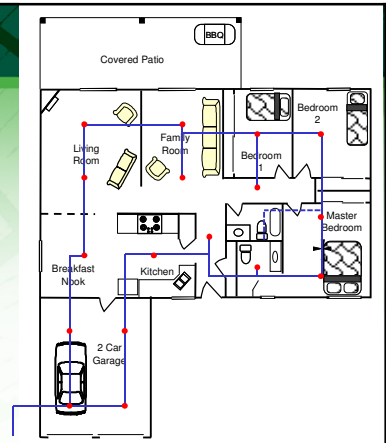 BBQ
Covered Patio
Bedroom
2
Living
Room
Family
Room
Bedroom
1
Master
Bedroom
Breakfast
Nook
Kitchen
2 Car
Garage